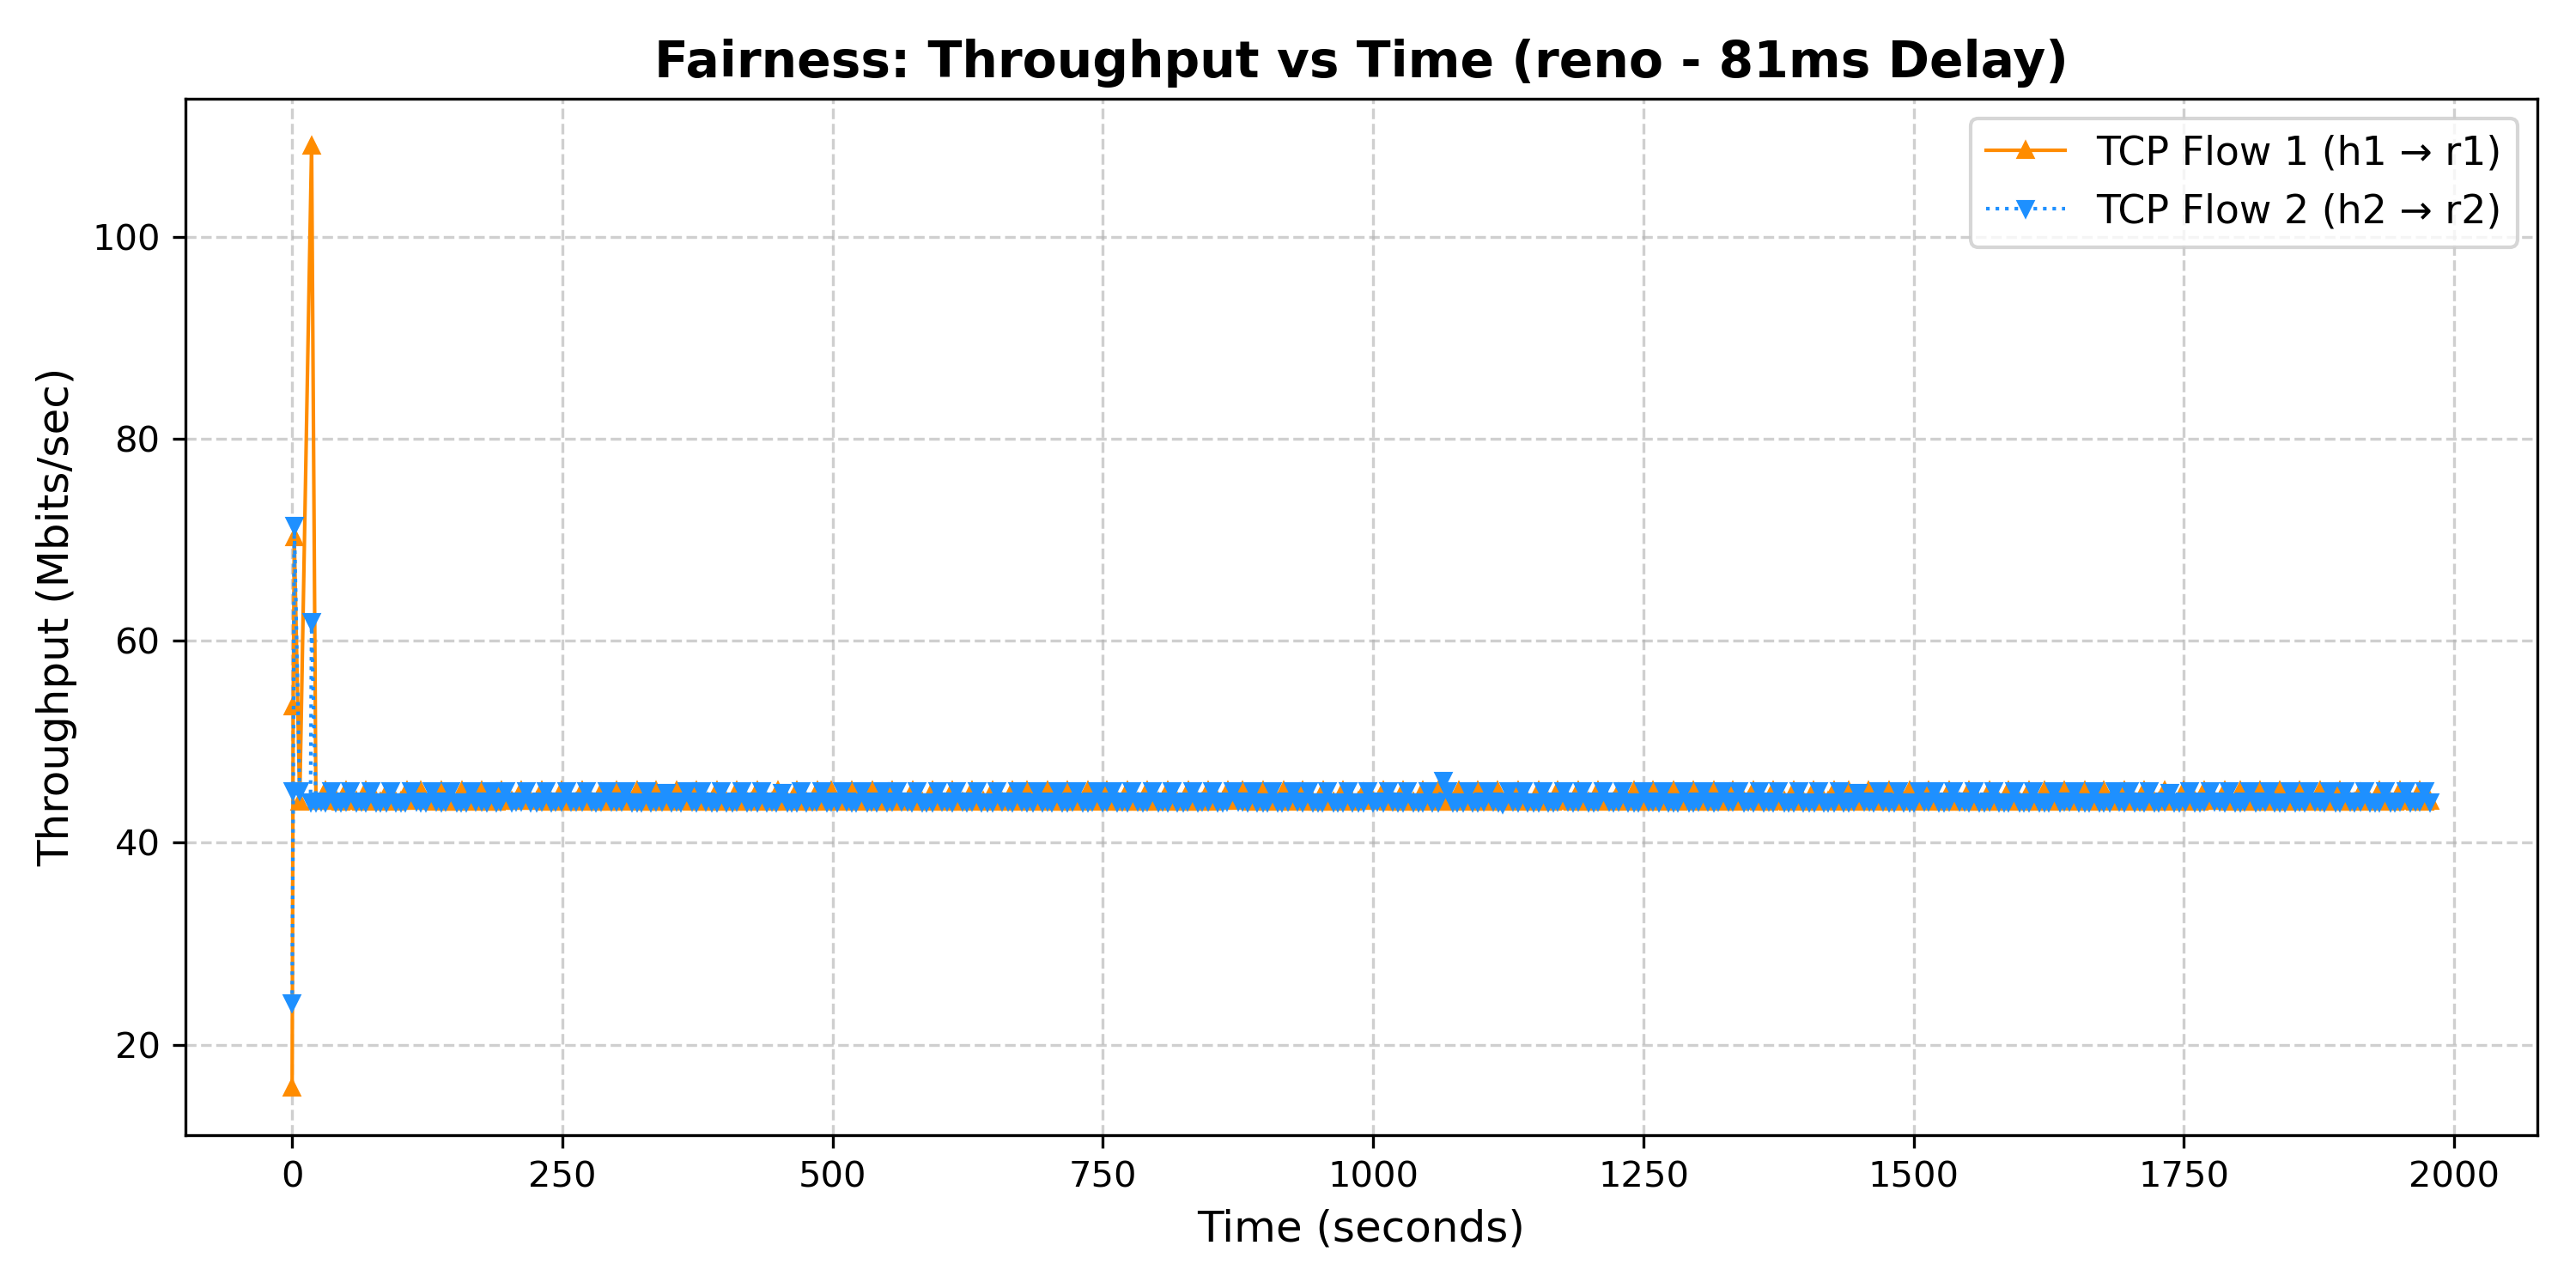 Fairness: Throughput vs Time (reno - 81ms Delay)
TCP Flow 1 (h1 → r1)
TCP Flow 2 (h2 → r2)
Throughput (Mbits/sec)
100
80
60
40
20
0 250 500 750 1000 1250 1500 1750 2000
Time (seconds)